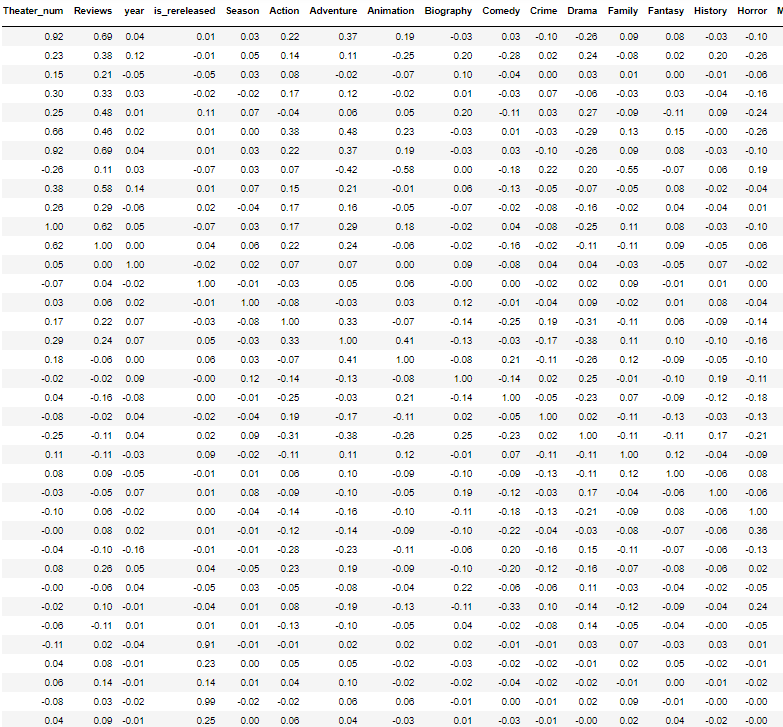 Theater_num Reviews year is_rereleased Season Action Adventure Animation Biography Comedy Crime Drama Family Fantasy History Horror M
0.92 0.69 0.04 0.01 0.03 0.22 0.37 0.19 -0.03 0.03 -0.10 -0.26 0.09 0.08 -0.03 -0.10
0.23 0.38 0.12 -0.01 0.05 0.14 0.11 -0.25 0.20 -0.28 0.02 0.24 -0.08 0.02 0.20 -0.26
0.15 0.21 -0.05 -0.05 0.03 0.08 -0.02 -0.07 0.10 -0.04 0.00 0.03 0.01 0.00 -0.01 -0.06
0.30 0.33 0.03 -0.02 -0.02 0.17 0.12 -0.02 0.01 -0.03 0.07 -0.06 -0.03 0.03 -0.04 -0.16
0.25 0.48 0.01 0.11 0.07 -0.04 0.06 0.05 0.20 -0.11 0.03 0.27 -0.09 -0.11 0.09 -0.24
0.66 0.46 0.02 0.01 0.00 0.38 0.48 0.23 -0.03 0.01 -0.03 -0.29 0.13 0.15 -0.00 -0.26
0.92 0.69 0.04 0.01 0.03 0.22 0.37 0.19 -0.03 0.03 -0.10 -0.26 0.09 0.08 -0.03 -0.10
-0.26 0.11 0.03 -0.07 0.03 0.07 -0.42 -0.58 0.00 -0.18 0.22 0.20 -0.55 -0.07 0.06 0.19
0.38 0.58 0.14 0.01 0.07 0.15 0.21 -0.01 0.06 -0.13 -0.05 -0.07 -0.05 0.08 -0.02 -0.04
0.26 0.29 -0.06 0.02 -0.04 0.17 0.16 -0.05 -0.07 -0.02 -0.08 -0.16 -0.02 0.04 -0.04 0.01
1.00 0.62 0.05 -0.07 0.03 0.17 0.29 0.18 -0.02 0.04 -0.08 -0.25 0.11 0.08 -0.03 -0.10
0.62 1.00 0.00 0.04 0.06 0.22 0.24 -0.06 -0.02 -0.16 -0.02 -0.11 -0.11 0.09 -0.05 0.06
0.05 0.00 1.00 -0.02 0.02 0.07 0.07 0.00 0.09 -0.08 0.04 0.04 -0.03 -0.05 0.07 -0.02
-0.07 0.04 -0.02 1.00 -0.01 -0.03 0.05 0.06 -0.00 0.00 -0.02 0.02 0.09 -0.01 0.01 0.00
0.03 0.06 0.02 -0.01 1.00 -0.08 -0.03 0.03 0.12 -0.01 -0.04 0.09 -0.02 0.01 0.08 -0.04
0.17 0.22 0.07 -0.03 -0.08 1.00 0.33 -0.07 -0.14 -0.25 0.19 -0.31 -0.11 0.06 -0.09 -0.14
0.29 0.24 0.07 0.05 -0.03 0.33 1.00 0.41 -0.13 -0.03 -0.17 -0.38 0.11 0.10 -0.10 -0.16
0.18 -0.06 0.00 0.06 0.03 -0.07 0.41 1.00 -0.08 0.21 -0.11 -0.26 0.12 -0.09 -0.05 -0.10
-0.02 -0.02 0.09 -0.00 0.12 -0.14 -0.13 -0.08 1.00 -0.14 0.02 0.25 -0.01 -0.10 0.19 -0.11
0.04 -0.16 -0.08 0.00 -0.01 -0.25 -0.03 0.21 -0.14 1.00 -0.05 -0.23 0.07 -0.09 -0.12 -0.18
-0.08 -0.02 0.04 -0.02 -0.04 0.19 -0.17 -0.11 0.02 -0.05 1.00 0.02 -0.11 -0.13 -0.03 -0.13
-0.25 -0.11 0.04 0.02 0.09 -0.31 -0.38 -0.26 0.25 -0.23 0.02 1.00 -0.11 -0.11 0.17 -0.21
0.11 -0.11 -0.03 0.09 -0.02 -0.11 0.11 0.12 -0.01 0.07 -0.11 -0.11 1.00 0.12 -0.04 -0.09
0.08 0.09 -0.05 -0.01 0.01 0.06 0.10 -0.09 -0.10 -0.09 -0.13 -0.11 0.12 1.00 -0.06 0.08
-0.03 -0.05 0.07 0.01 0.08 -0.09 -0.10 -0.05 0.19 -0.12 -0.03 0.17 -0.04 -0.06 1.00 -0.06
-0.10 0.06 -0.02 0.00 -0.04 -0.14 -0.16 -0.10 -0.11 -0.18 -0.13 -0.21 -0.09 0.08 -0.06 1.00
-0.00 0.08 0.02 0.01 -0.01 -0.12 -0.14 -0.09 -0.10 -0.22 -0.04 -0.03 -0.08 -0.07 -0.06 0.36
-0.04 -0.10 -0.16 -0.01 -0.01 -0.28 -0.23 -0.11 -0.06 0.20 -0.16 0.15 -0.11 -0.07 -0.06 -0.13
0.08 0.26 0.05 0.04 -0.05 0.23 0.19 -0.09 -0.10 -0.20 -0.12 -0.16 -0.07 -0.08 -0.06 0.02
-0.00 -0.06 0.04 -0.05 0.03 -0.05 -0.08 -0.04 0.22 -0.06 -0.06 0.11 -0.03 -0.04 -0.02 -0.05
-0.02 0.10 -0.01 -0.04 0.01 0.08 -0.19 -0.13 -0.11 -0.33 0.10 -0.14 -0.12 -0.09 -0.04 0.24
-0.06 -0.11 0.01 0.01 0.01 -0.13 -0.10 -0.05 0.04 -0.02 -0.08 0.14 -0.05 -0.04 -0.00 -0.05
-0.11 0.02 -0.04 0.91 -0.01 -0.01 0.02 0.02 0.02 -0.01 -0.01 0.03 0.07 -0.03 0.03 0.01
0.04 0.08 -0.01 0.23 0.00 0.05 0.05 -0.02 -0.03 -0.02 -0.02 -0.01 0.02 0.05 -0.02 -0.01
0.06 0.14 -0.01 0.14 0.01 0.04 0.10 -0.02 -0.02 -0.04 -0.02 -0.02 -0.01 0.00 -0.01 -0.02
-0.08 0.03 -0.02 0.99 -0.02 -0.02 0.06 0.06 -0.01 0.00 -0.01 0.02 0.09 -0.01 -0.00 -0.00
0.04 0.09 -0.01 0.25 0.00 0.06 0.04 -0.03 0.01 -0.03 -0.01 -0.00 0.02 0.04 -0.02 -0.00